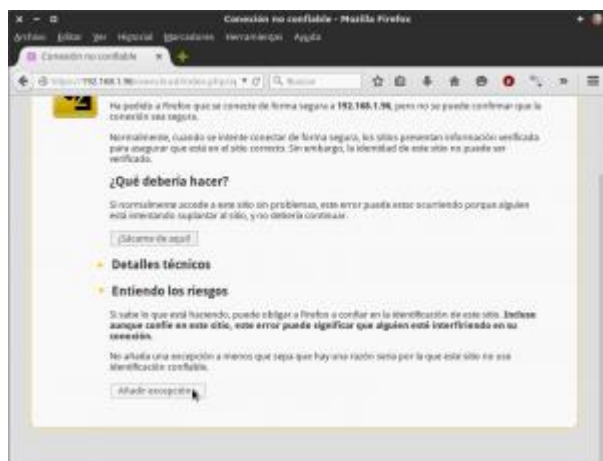 Conexión no confiable - Mozilla Firefox
Archivo Editar Ver Historial Marcadores Herramientas Ayuda
Conexión no confiable
192.168.1.96 Buscar
Ha pedido a Firefox que se conecte de forma segura a 192.168.1.96, pero no se puede confirmar que la
conexión sea segura.
Normalmente, cuando se intente conectar de forma segura, los sitios presentan información verificada
para asegurar que está en el sitio correcto. Sin embargo, la identidad de este sitio no puede ser
verificada.
¿Qué debería hacer?
Si normalmente accede a este sitio sin problemas, este error puede estar ocurriendo porque alguien
está intentando suplantar al sitio, y no debería continuar.
¡Sácame de aquí!
Detalles técnicos
Entiendo los riesgos
Si sabe lo que está haciendo, puede obligar a Firefox a confiar en la identificación de este sitio. Incluso
aunque confíe en este sitio, este error puede significar que alguien esté interfiriendo en su
conexión.
No añada una excepción a menos que sepa que hay una razón seria por la que este sitio no use
identificación confiable.
Añadir excepción